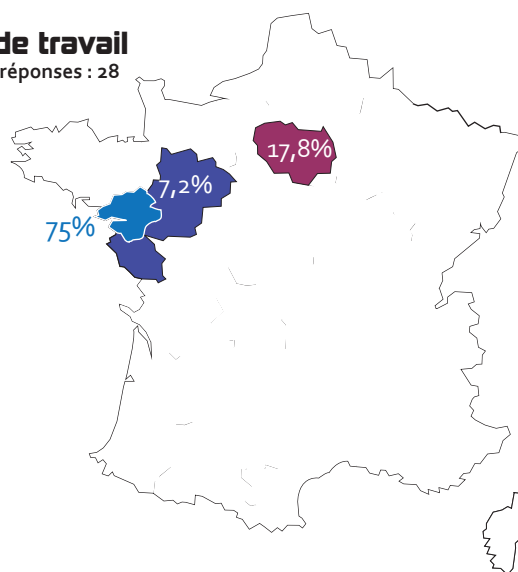 de travail
réponses : 28
17,8%
7,2%
75%